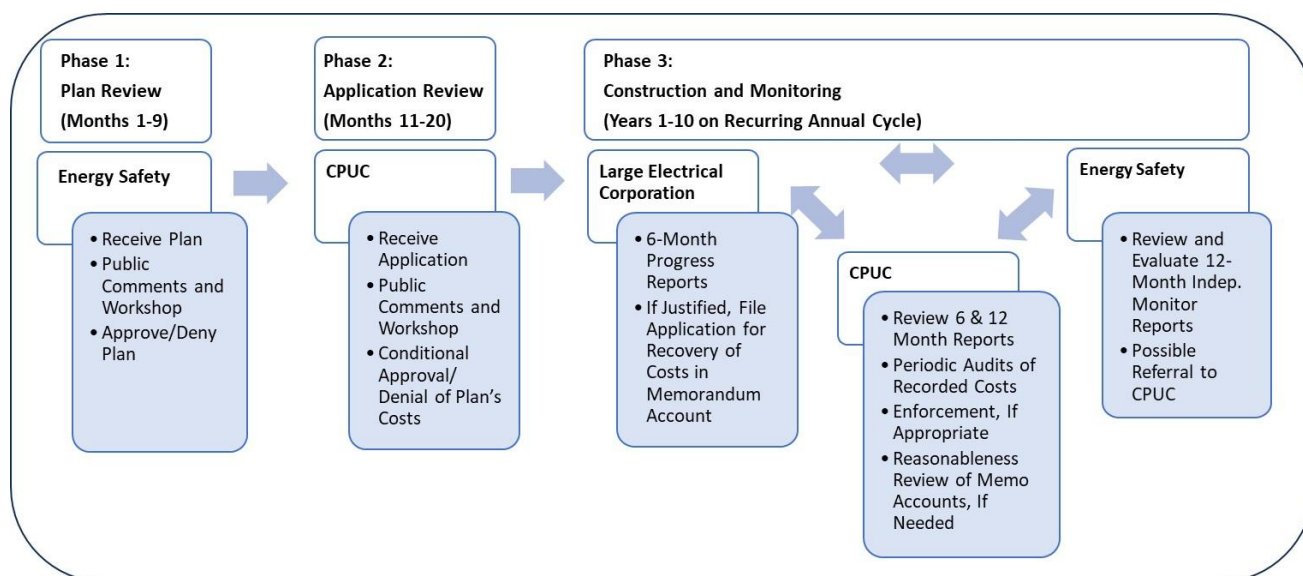 Phase 1:
Plan Review
(Months 1-9)
Energy Safety
• Receive Plan
• Public
Comments and
Workshop
• Approve/Deny
Plan
Phase 2:
Application Review
(Months 11-20)
CPUC
• Receive
Application
• Public
Comments and
Workshop
• Conditional
Approval/
Denial of Plan's
Costs
Phase 3:
Construction and Monitoring
(Years 1-10 on Recurring Annual Cycle)
Large Electrical
Corporation
• 6-Month
Progress
Reports
• If Justified, File
Application for
Recovery of
Costs in
Memorandum
Account
CPUC
• Review 6 & 12
Month Reports
• Periodic Audits of
Recorded Costs
• Enforcement, If
Appropriate
• Reasonableness
Review of Memo
Accounts, If
Needed
Energy Safety
• Review and
Evaluate 12-
Month Indep.
Monitor
Reports
• Possible
Referral to
CPUC